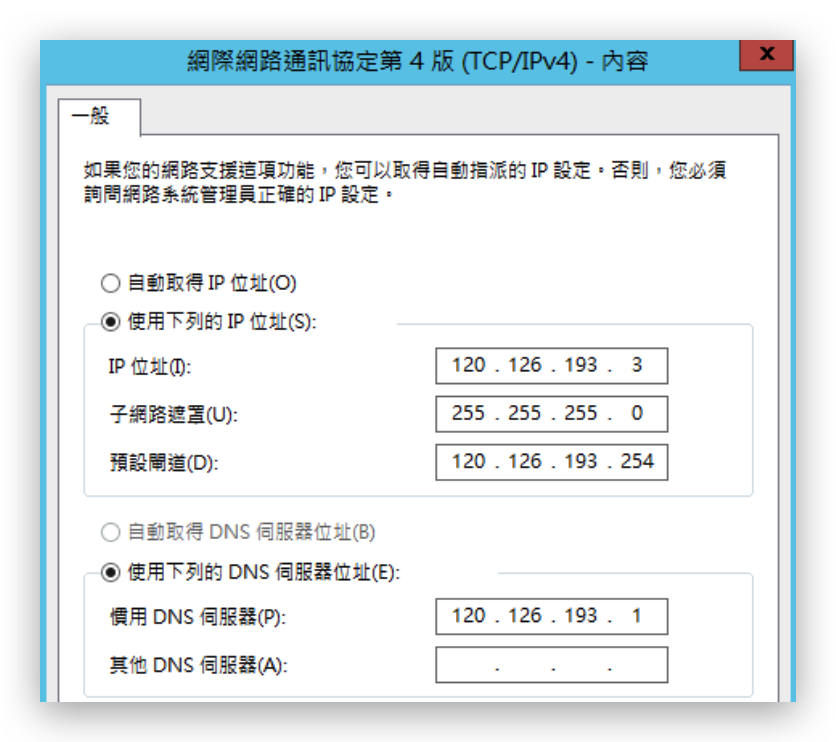 網際網路通訊協定第 4 版 (TCP/IPv4) - 內容
x
一般
如果您的網路支援這項功能，您可以取得自動指派的 IP 設定。否則，您必須
詢問網路系統管理員正確的 IP 設定。
自動取得 IP 位址(O)
使用下列的 IP 位址(S):
IP 位址(I): 120 . 126 . 193 . 3
子網路遮罩(U): 255 . 255 . 255 . 0
預設閘道(D): 120 . 126 . 193 . 254
自動取得 DNS 伺服器位址(B)
使用下列的 DNS 伺服器位址(E):
慣用 DNS 伺服器(P): 120 . 126 . 193 . 1
其他 DNS 伺服器(A): . . .